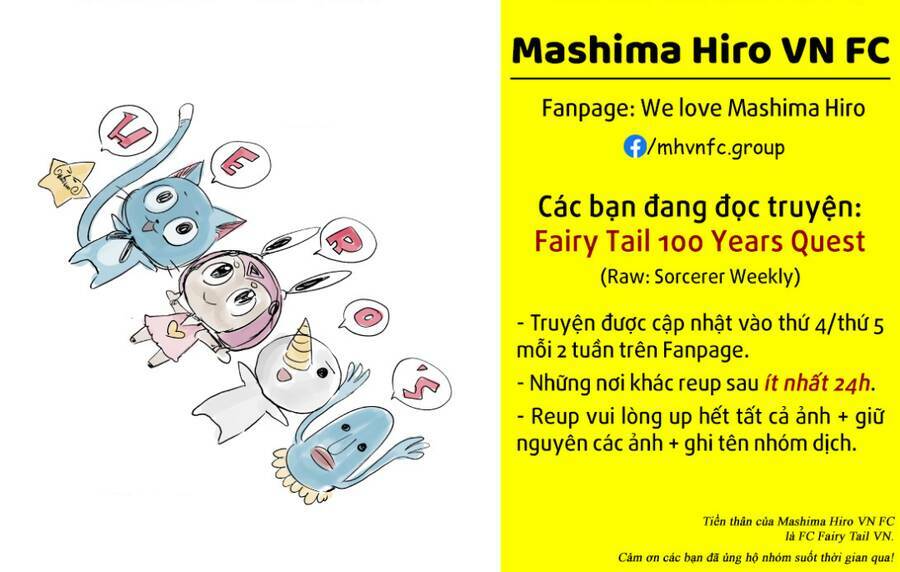 H
E
R
O
'S
Mashima Hiro VN FC
Fanpage: We love Mashima Hiro
/mhvnfc.group
Các bạn đang đọc truyện:
Fairy Tail 100 Years Quest
(Raw: Sorcerer Weekly)
- Truyện được cập nhật vào thứ 4/thứ 5
mỗi 2 tuần trên Fanpage.
- Những nơi khác reup sau ít nhất 24h.
- Reup vui lòng up hết tất cả ảnh + giữ
nguyên các ảnh + ghi tên nhóm dịch.
Tiền thân của Mashima Hiro VN FC
là FC Fairy Tail VN.
Cảm ơn các bạn đã ủng hộ nhóm suốt thời gian qua!